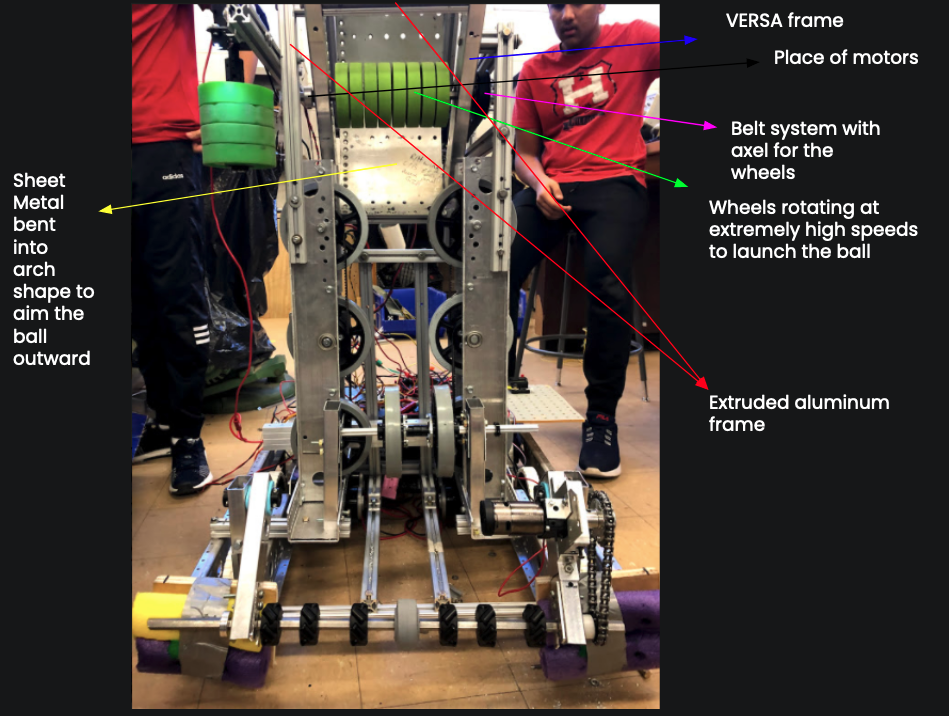 VERSA frame
Place of motors
Belt system with
axel for the
wheels
Wheels rotating at
extremely high speeds
to launch the ball
Sheet
Metal
bent
into
arch
shape to
aim the
ball
outward
Extruded aluminum
frame
adidas
H